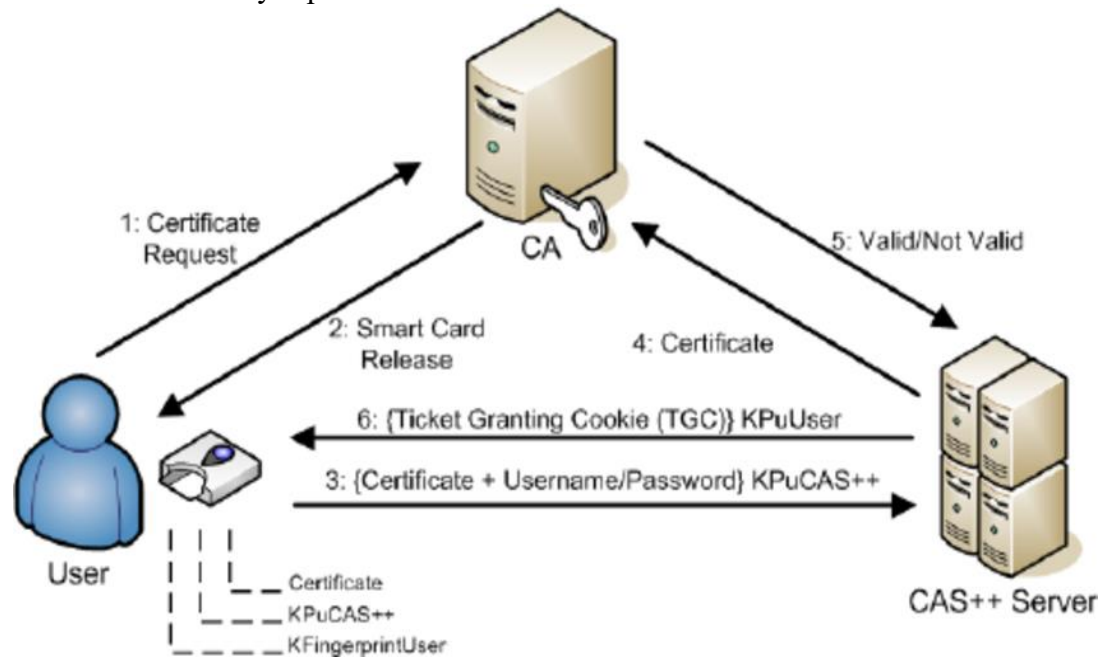 CA
1: Certificate
Request
5: Valid/Not Valid
2: Smart Card
Release
4: Certificate
6: {Ticket Granting Cookie (TGC)} KPuUser
3: {Certificate + Username/Password} KPuCAS++
User
Certificate
KPuCAS++
KFingerprintUser
CAS++ Server